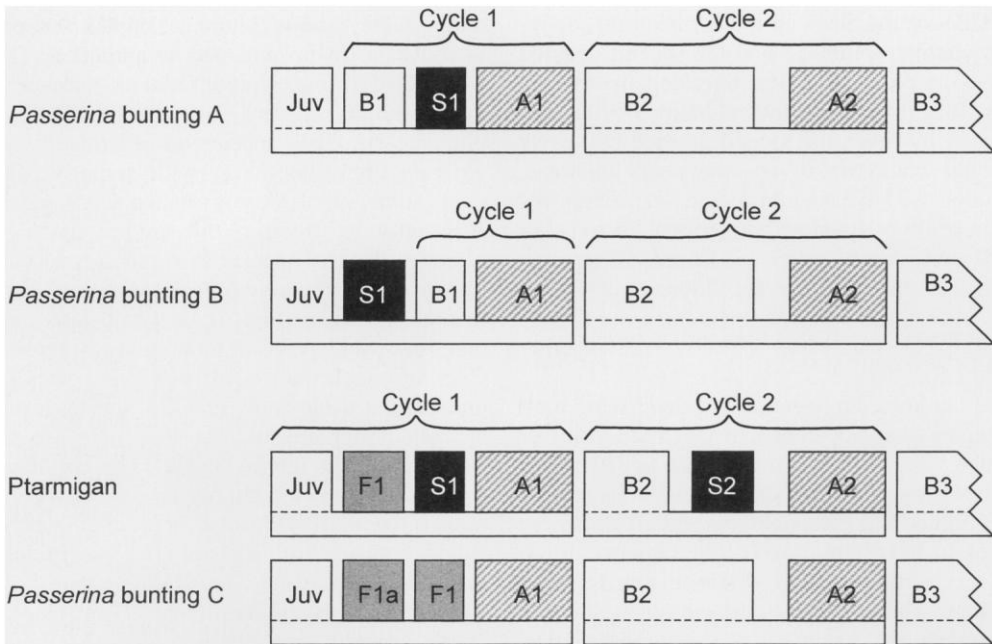 Cycle 1 Cycle 2
Passerina bunting A Juv B1 S1 A1 B2 A2 B3
Cycle 1 Cycle 2
Passerina bunting B Juv S1 B1 A1 B2 A2 B3
Cycle 1 Cycle 2
Ptarmigan Juv F1 S1 A1 B2 S2 A2 B3
Passerina bunting C Juv F1a F1 A1 B2 A2 B3